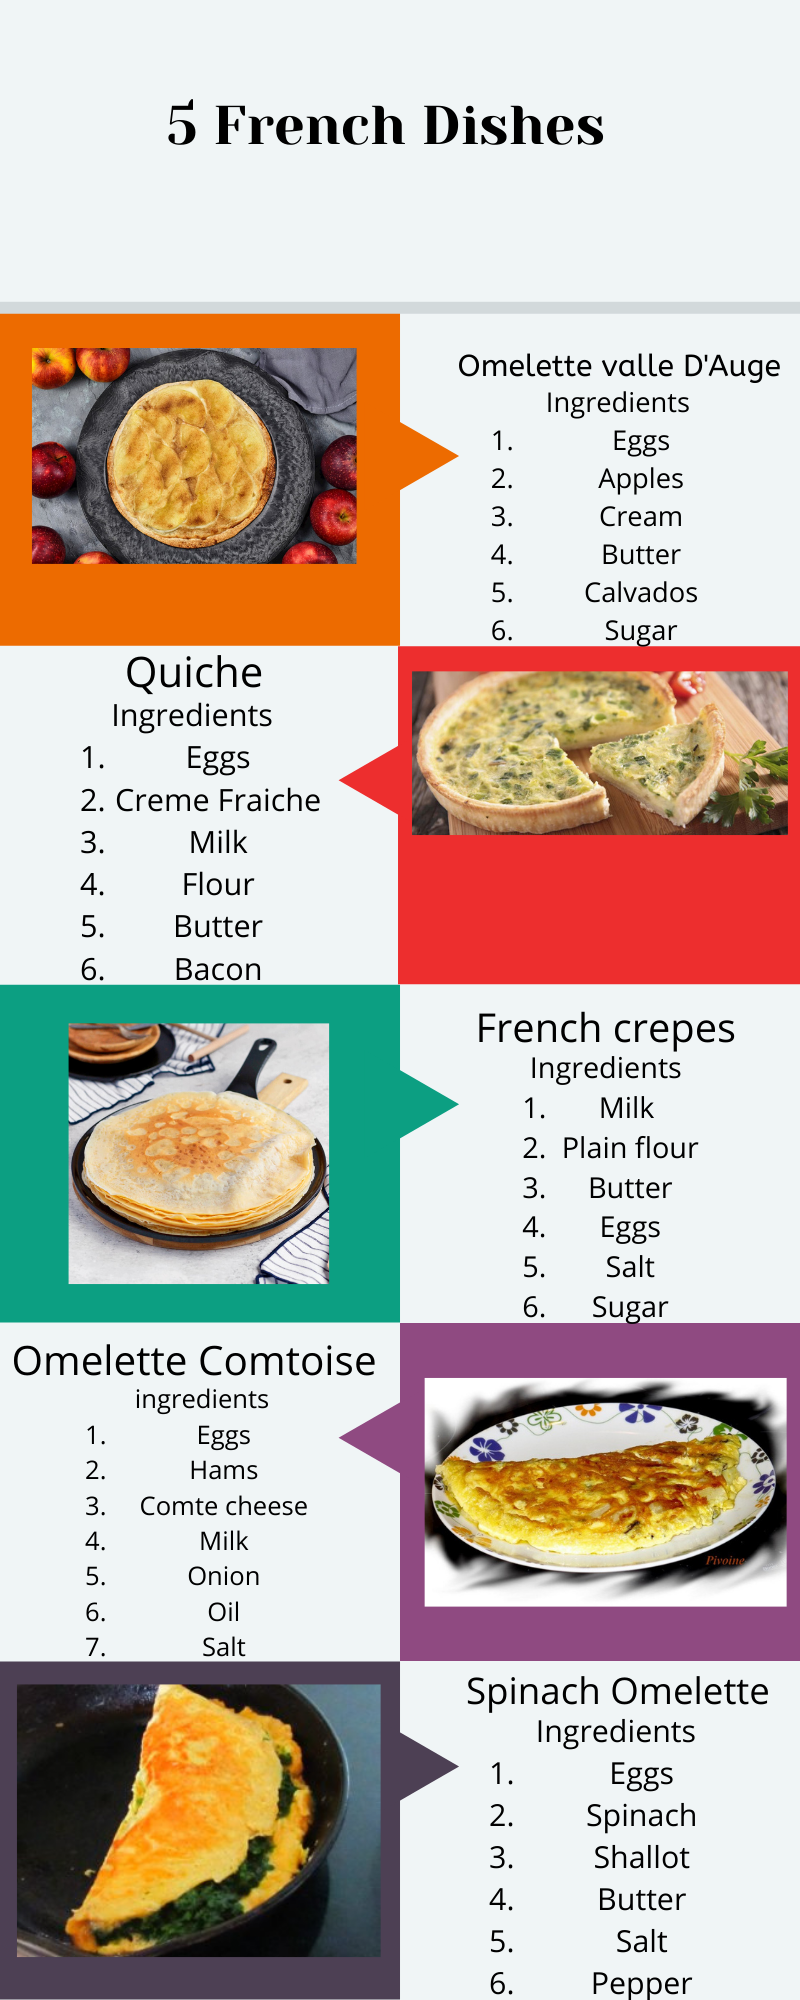 5 French Dishes
Omelette valle D'Auge
Ingredients
1. Eggs
2. Apples
3. Cream
4. Butter
5. Calvados
6. Sugar
Quiche
Ingredients
1. Eggs
2. Creme Fraiche
3. Milk
4. Flour
5. Butter
6. Bacon
French crepes
Ingredients
1. Milk
2. Plain flour
3. Butter
4. Eggs
5. Salt
6. Sugar
Omelette Comtoise
ingredients
1. Eggs
2. Hams
3. Comte cheese
4. Milk
5. Onion
6. Oil
7. Salt
Pivoine
Spinach Omelette
Ingredients
1. Eggs
2. Spinach
3. Shallot
4. Butter
5. Salt
6. Pepper